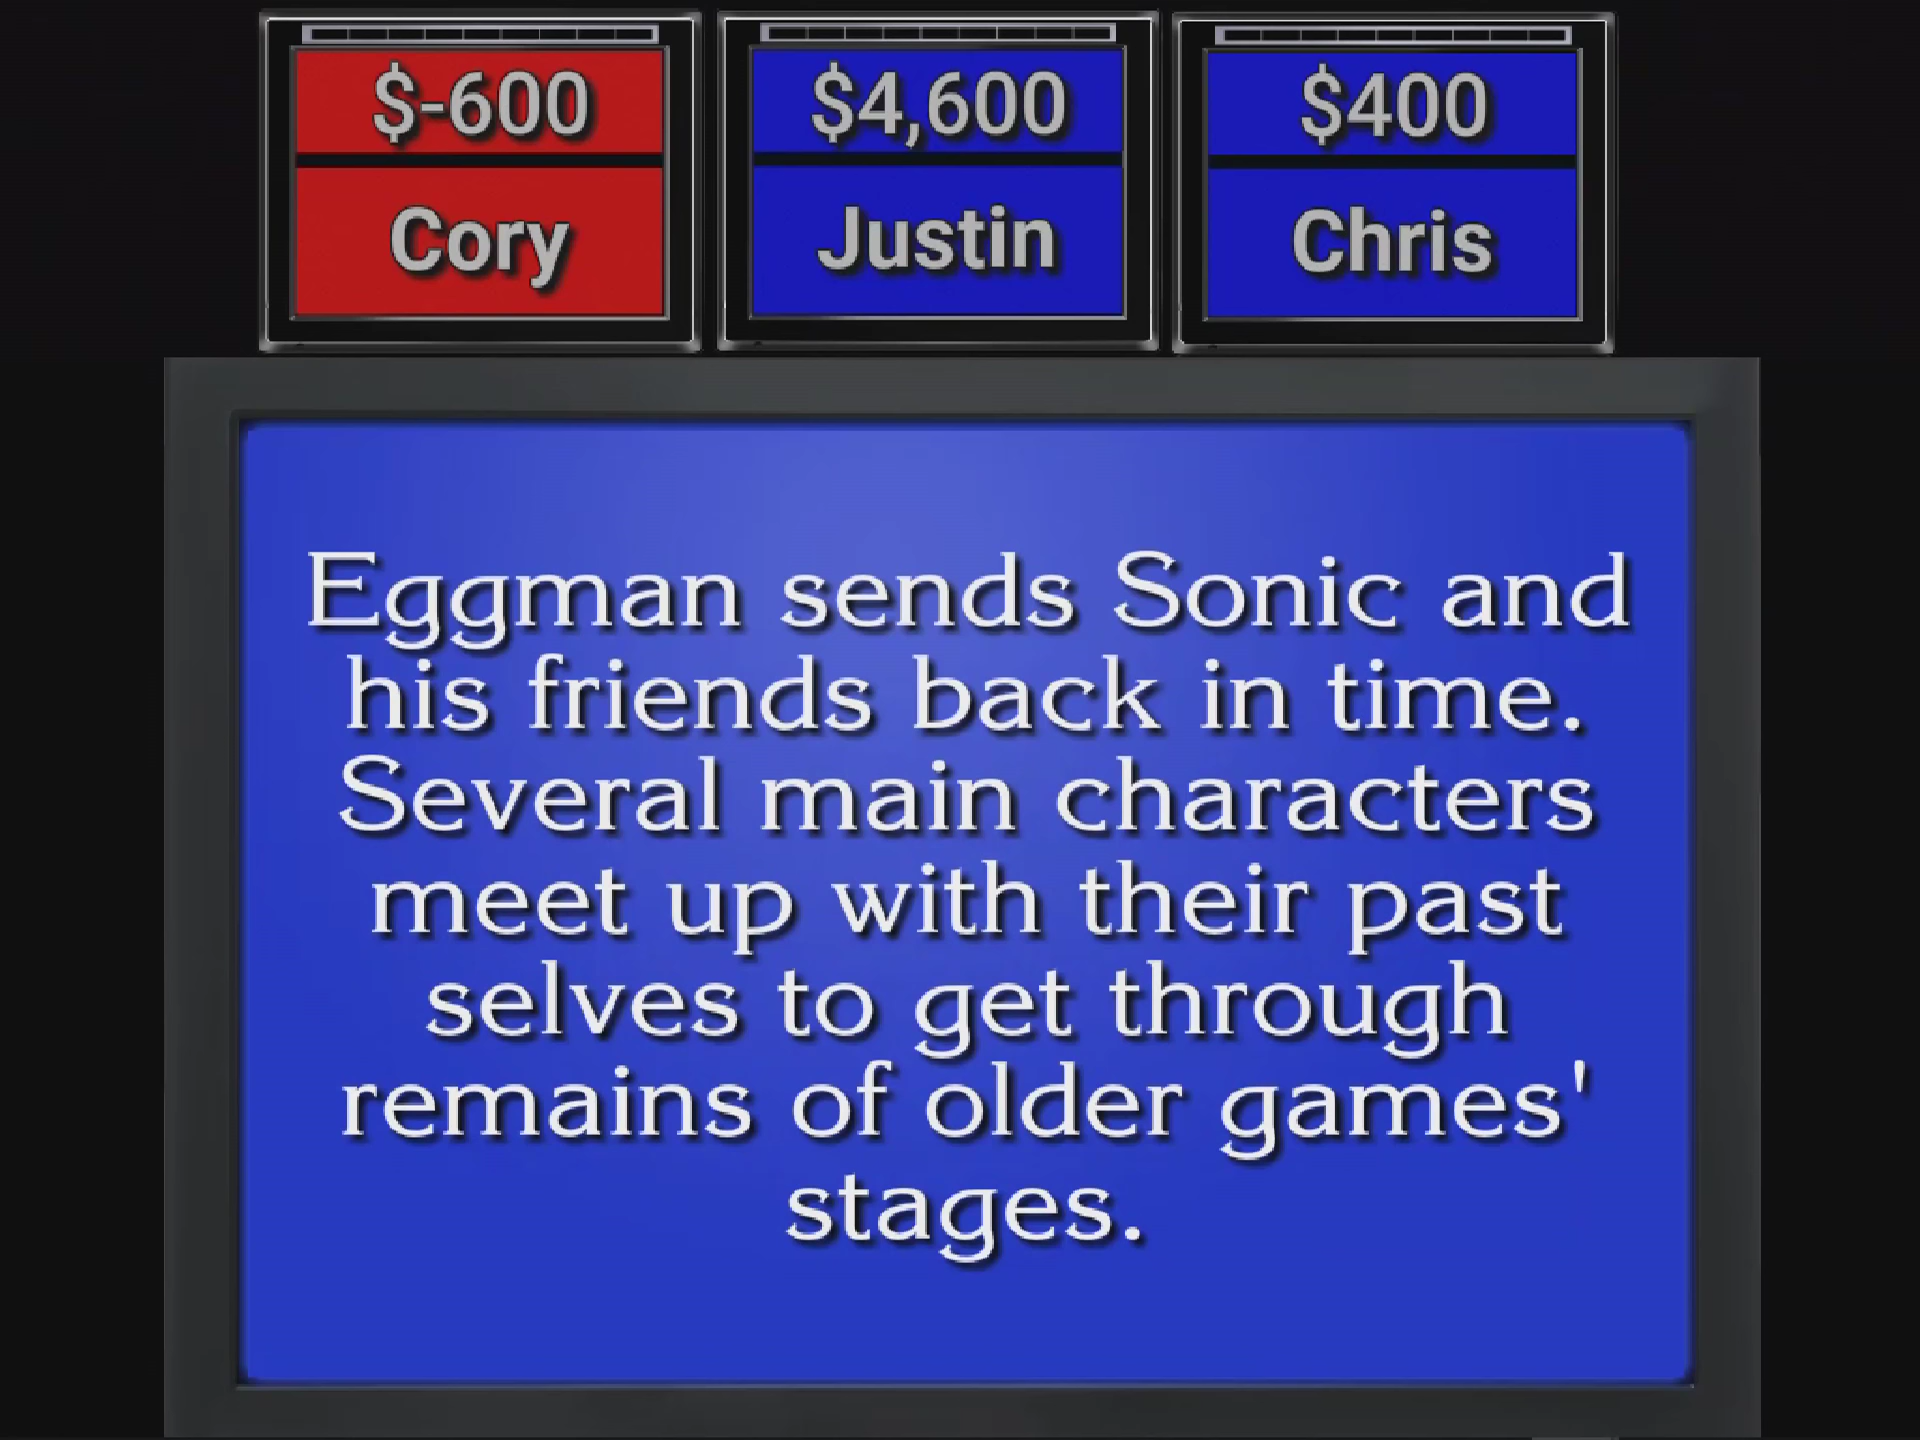 $-600
Cory
$4,600
Justin
$400
Chris
Eggman sends Sonic and
his friends back in time.
Several main characters
meet up with their past
selves to get through
remains of older games'
stages.